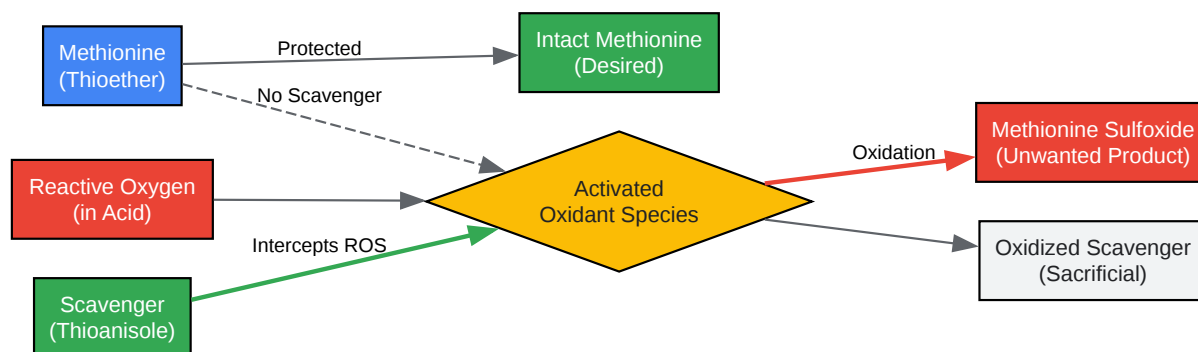 Methionine
(Thioether)
Protected
Intact Methionine
(Desired)
No Scavenger
Reactive Oxygen
(in Acid)
Activated
Oxidant Species
Oxidation
Methionine Sulfoxide
(Unwanted Product)
Intercepts ROS
Scavenger
(Thioanisole)
Oxidized Scavenger
(Sacrificial)